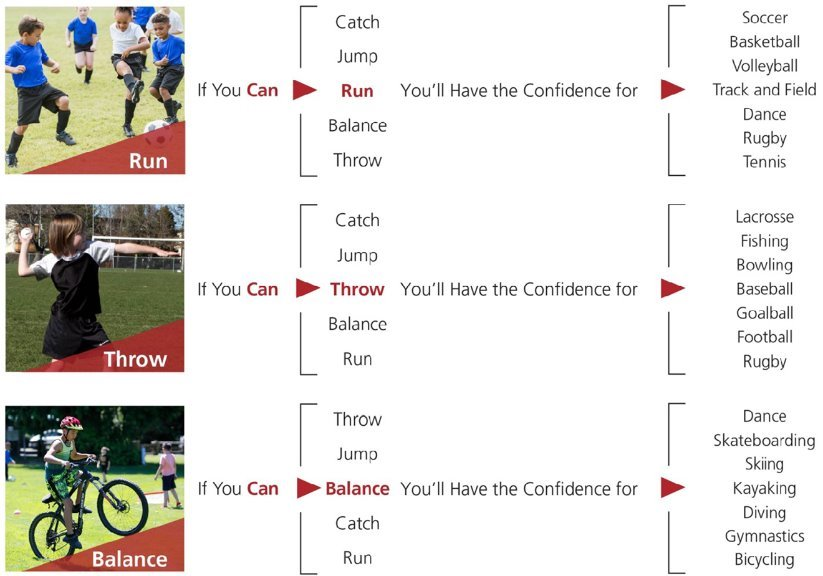 Run
If You Can
Catch
Jump
Run
Balance
Throw
You'll Have the Confidence for
Soccer
Basketball
Volleyball
Track and Field
Dance
Rugby
Tennis
Throw
If You Can
Catch
Jump
Throw
Balance
Run
You'll Have the Confidence for
Lacrosse
Fishing
Bowling
Baseball
Goalball
Football
Rugby
Balance
If You Can
Throw
Jump
Balance
Catch
Run
You'll Have the Confidence for
Dance
Skateboarding
Skiing
Kayaking
Diving
Gymnastics
Bicycling